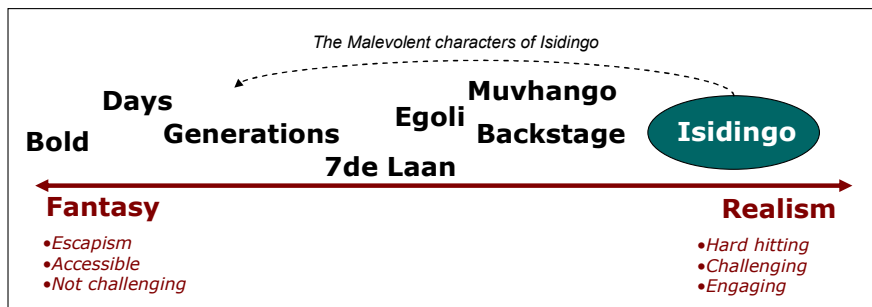 The Malevolent characters of Isidingo
Muvhango
Days
Egoli
Bold
Generations
Backstage
Isidingo
7de Laan
Fantasy
Realism
•Escapism
•Accessible
•Not challenging
•Hard hitting
•Challenging
•Engaging